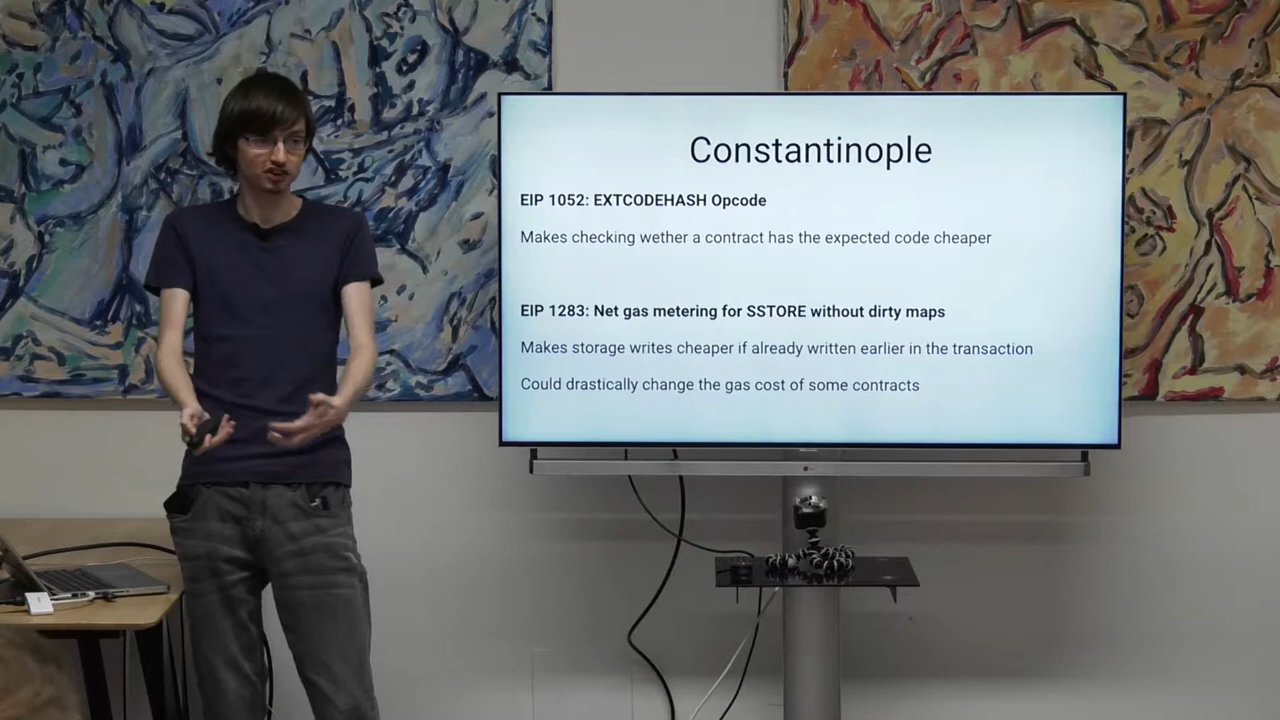 Constantinople
EIP 1052: EXTCODEHASH Opcode
Makes checking wether a contract has the expected code cheaper
EIP 1283: Net gas metering for SSTORE without dirty maps
Makes storage writes cheaper if already written earlier in the transaction
Could drastically change the gas cost of some contracts
LG